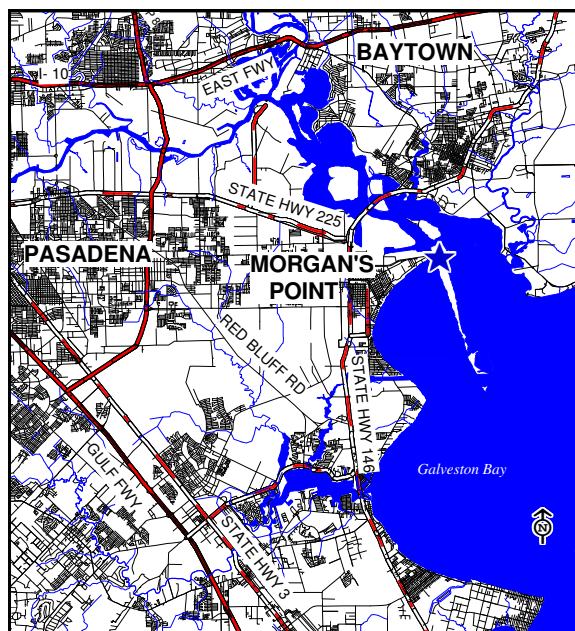 BAYTOWN
I- 10
EAST FWY
STATE HWY 225
PASADENA
MORGAN'S
POINT
RED BLUFF RD
STATE HWY 146
GULF FWY
STATE HWY 3
Galveston Bay
N